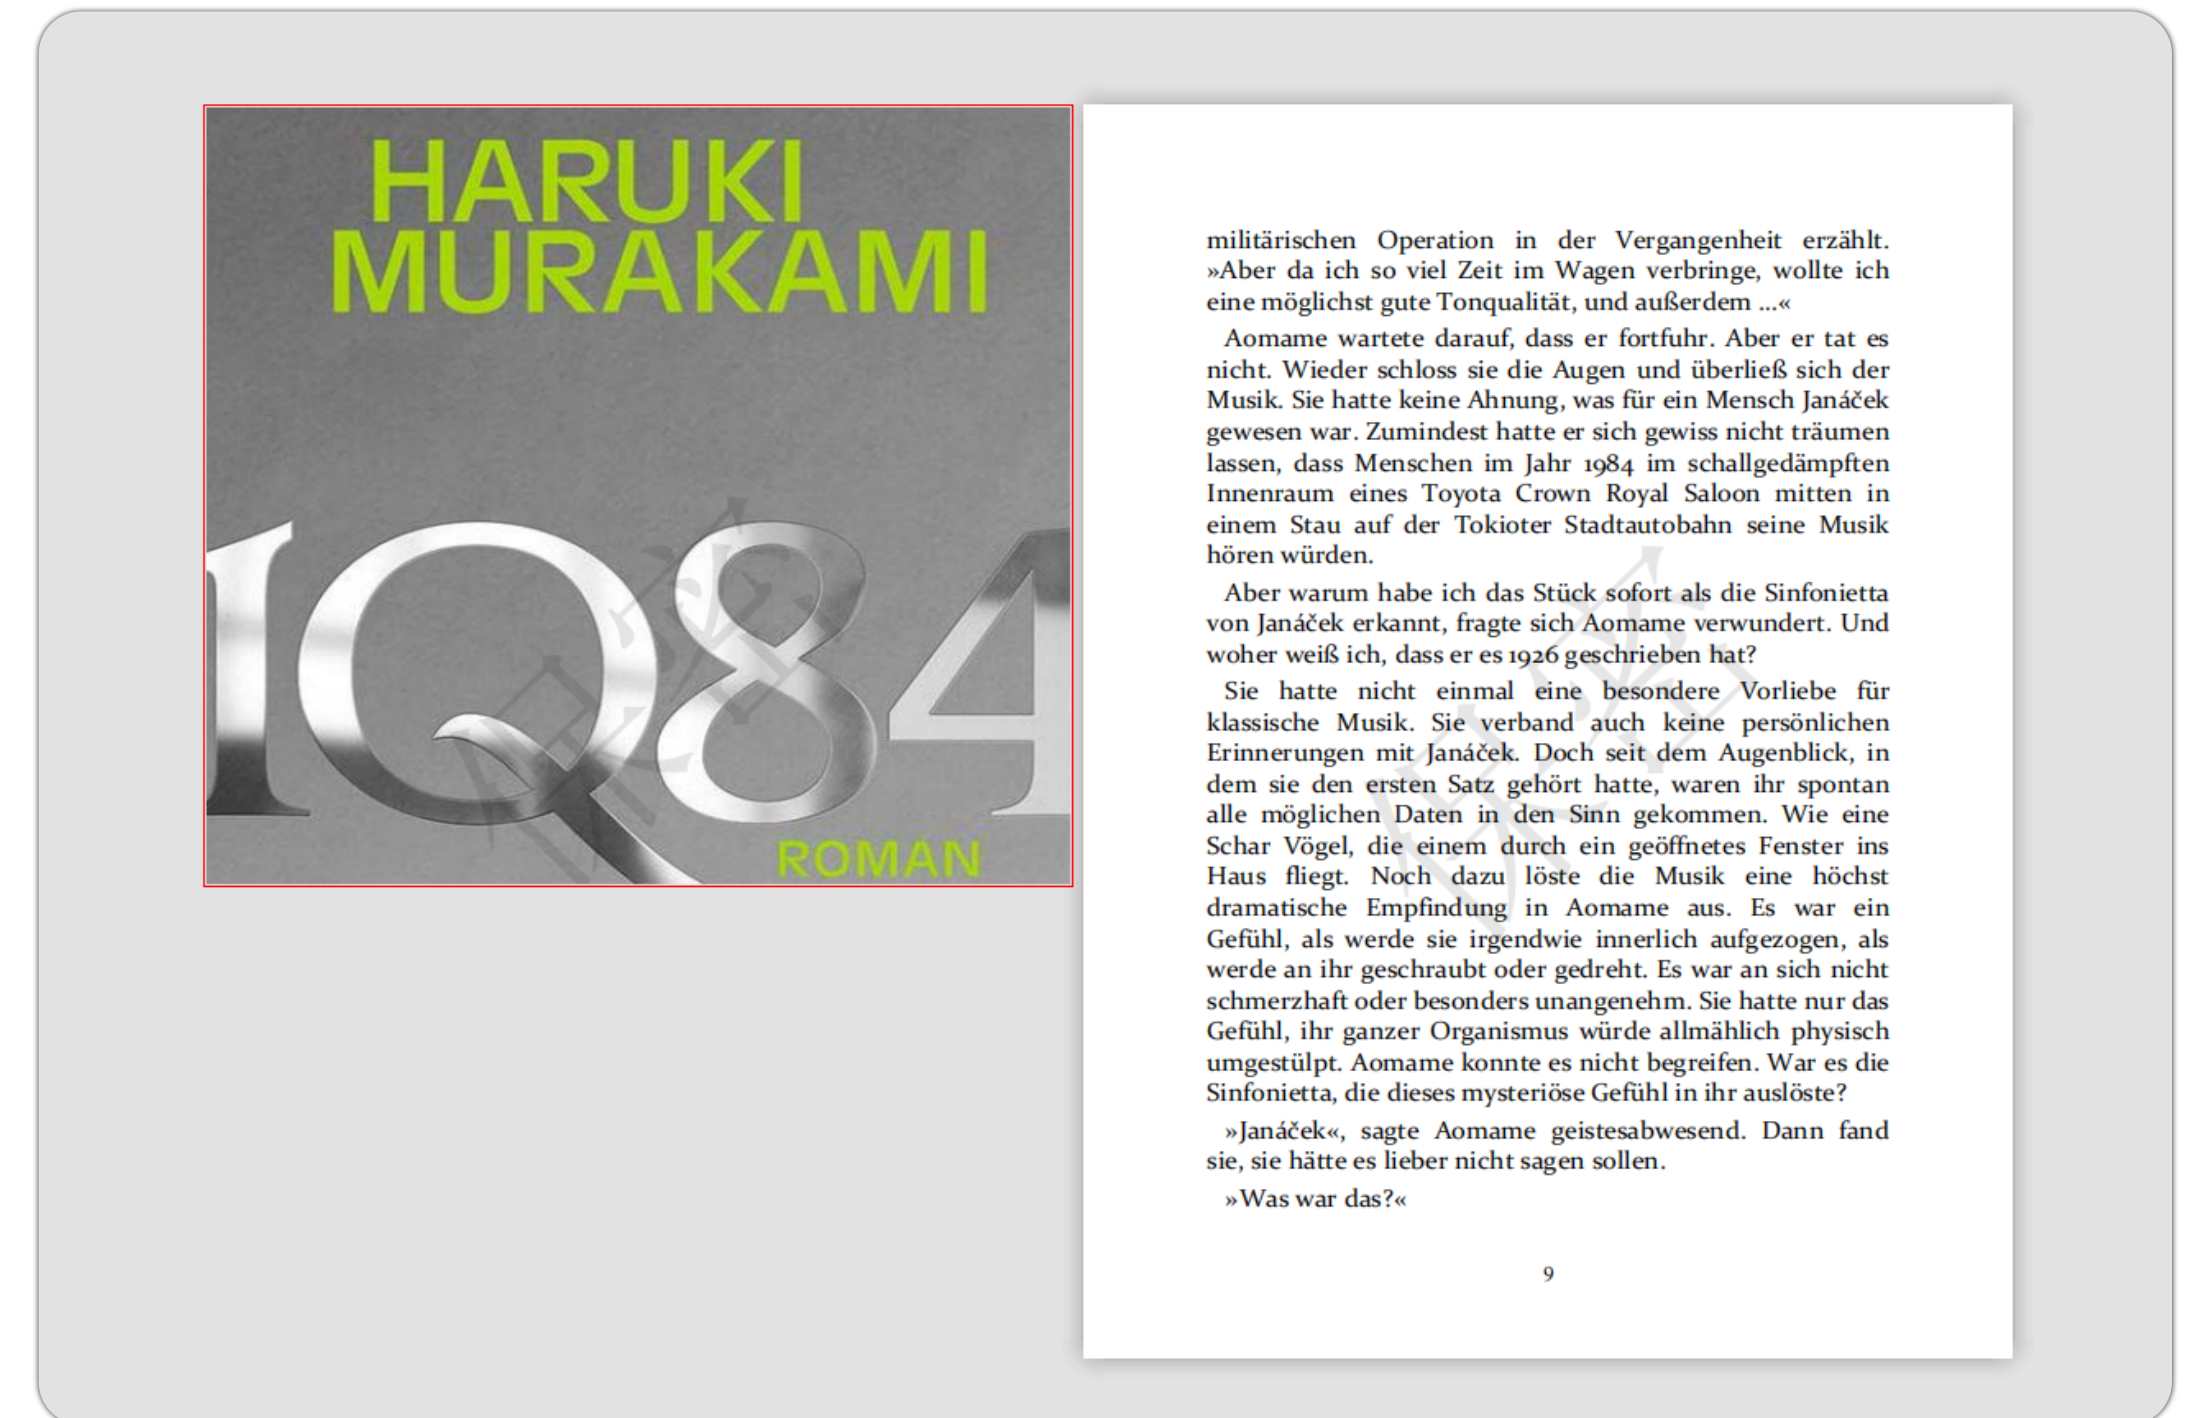 HARUKI
MURAKAMI
1Q84
ROMAN
保密
militärischen Operation in der Vergangenheit erzählt.
»Aber da ich so viel Zeit im Wagen verbringe, wollte ich
eine möglichst gute Tonqualität, und außerdem ...«
Aomame wartete darauf, dass er fortfuhr. Aber er tat es
nicht. Wieder schloss sie die Augen und überließ sich der
Musik. Sie hatte keine Ahnung, was für ein Mensch Janáček
gewesen war. Zumindest hatte er sich gewiss nicht träumen
lassen, dass Menschen im Jahr 1984 im schallgedämpften
Innenraum eines Toyota Crown Royal Saloon mitten in
einem Stau auf der Tokioter Stadtautobahn seine Musik
hören würden.
Aber warum habe ich das Stück sofort als die Sinfonietta
von Janáček erkannt, fragte sich Aomame verwundert. Und
woher weiß ich, dass er es 1926 geschrieben hat?
Sie hatte nicht einmal eine besondere Vorliebe für
klassische Musik. Sie verband auch keine persönlichen
Erinnerungen mit Janáček. Doch seit dem Augenblick, in
dem sie den ersten Satz gehört hatte, waren ihr spontan
alle möglichen Daten in den Sinn gekommen. Wie eine
Schar Vögel, die einem durch ein geöffnetes Fenster ins
Haus fliegt. Noch dazu löste die Musik eine höchst
dramatische Empfindung in Aomame aus. Es war ein
Gefühl, als werde sie irgendwie innerlich aufgezogen, als
werde an ihr geschraubt oder gedreht. Es war an sich nicht
schmerzhaft oder besonders unangenehm. Sie hatte nur das
Gefühl, ihr ganzer Organismus würde allmählich physisch
umgestülpt. Aomame konnte es nicht begreifen. War es die
Sinfonietta, die dieses mysteriöse Gefühl in ihr auslöste?
»Janáček«, sagte Aomame geistesabwesend. Dann fand
sie, sie hätte es lieber nicht sagen sollen.
»Was war das?«
9
保密